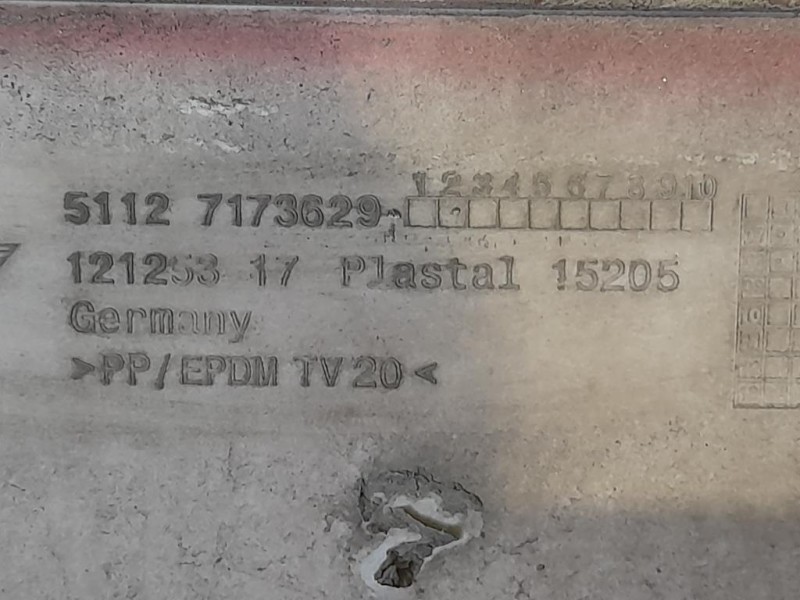 1 2 3 4 5 6 7 8 9 10
5112 7173629-
121253 17 Plastal 15205
Germany
>PP/EPDM TV20<